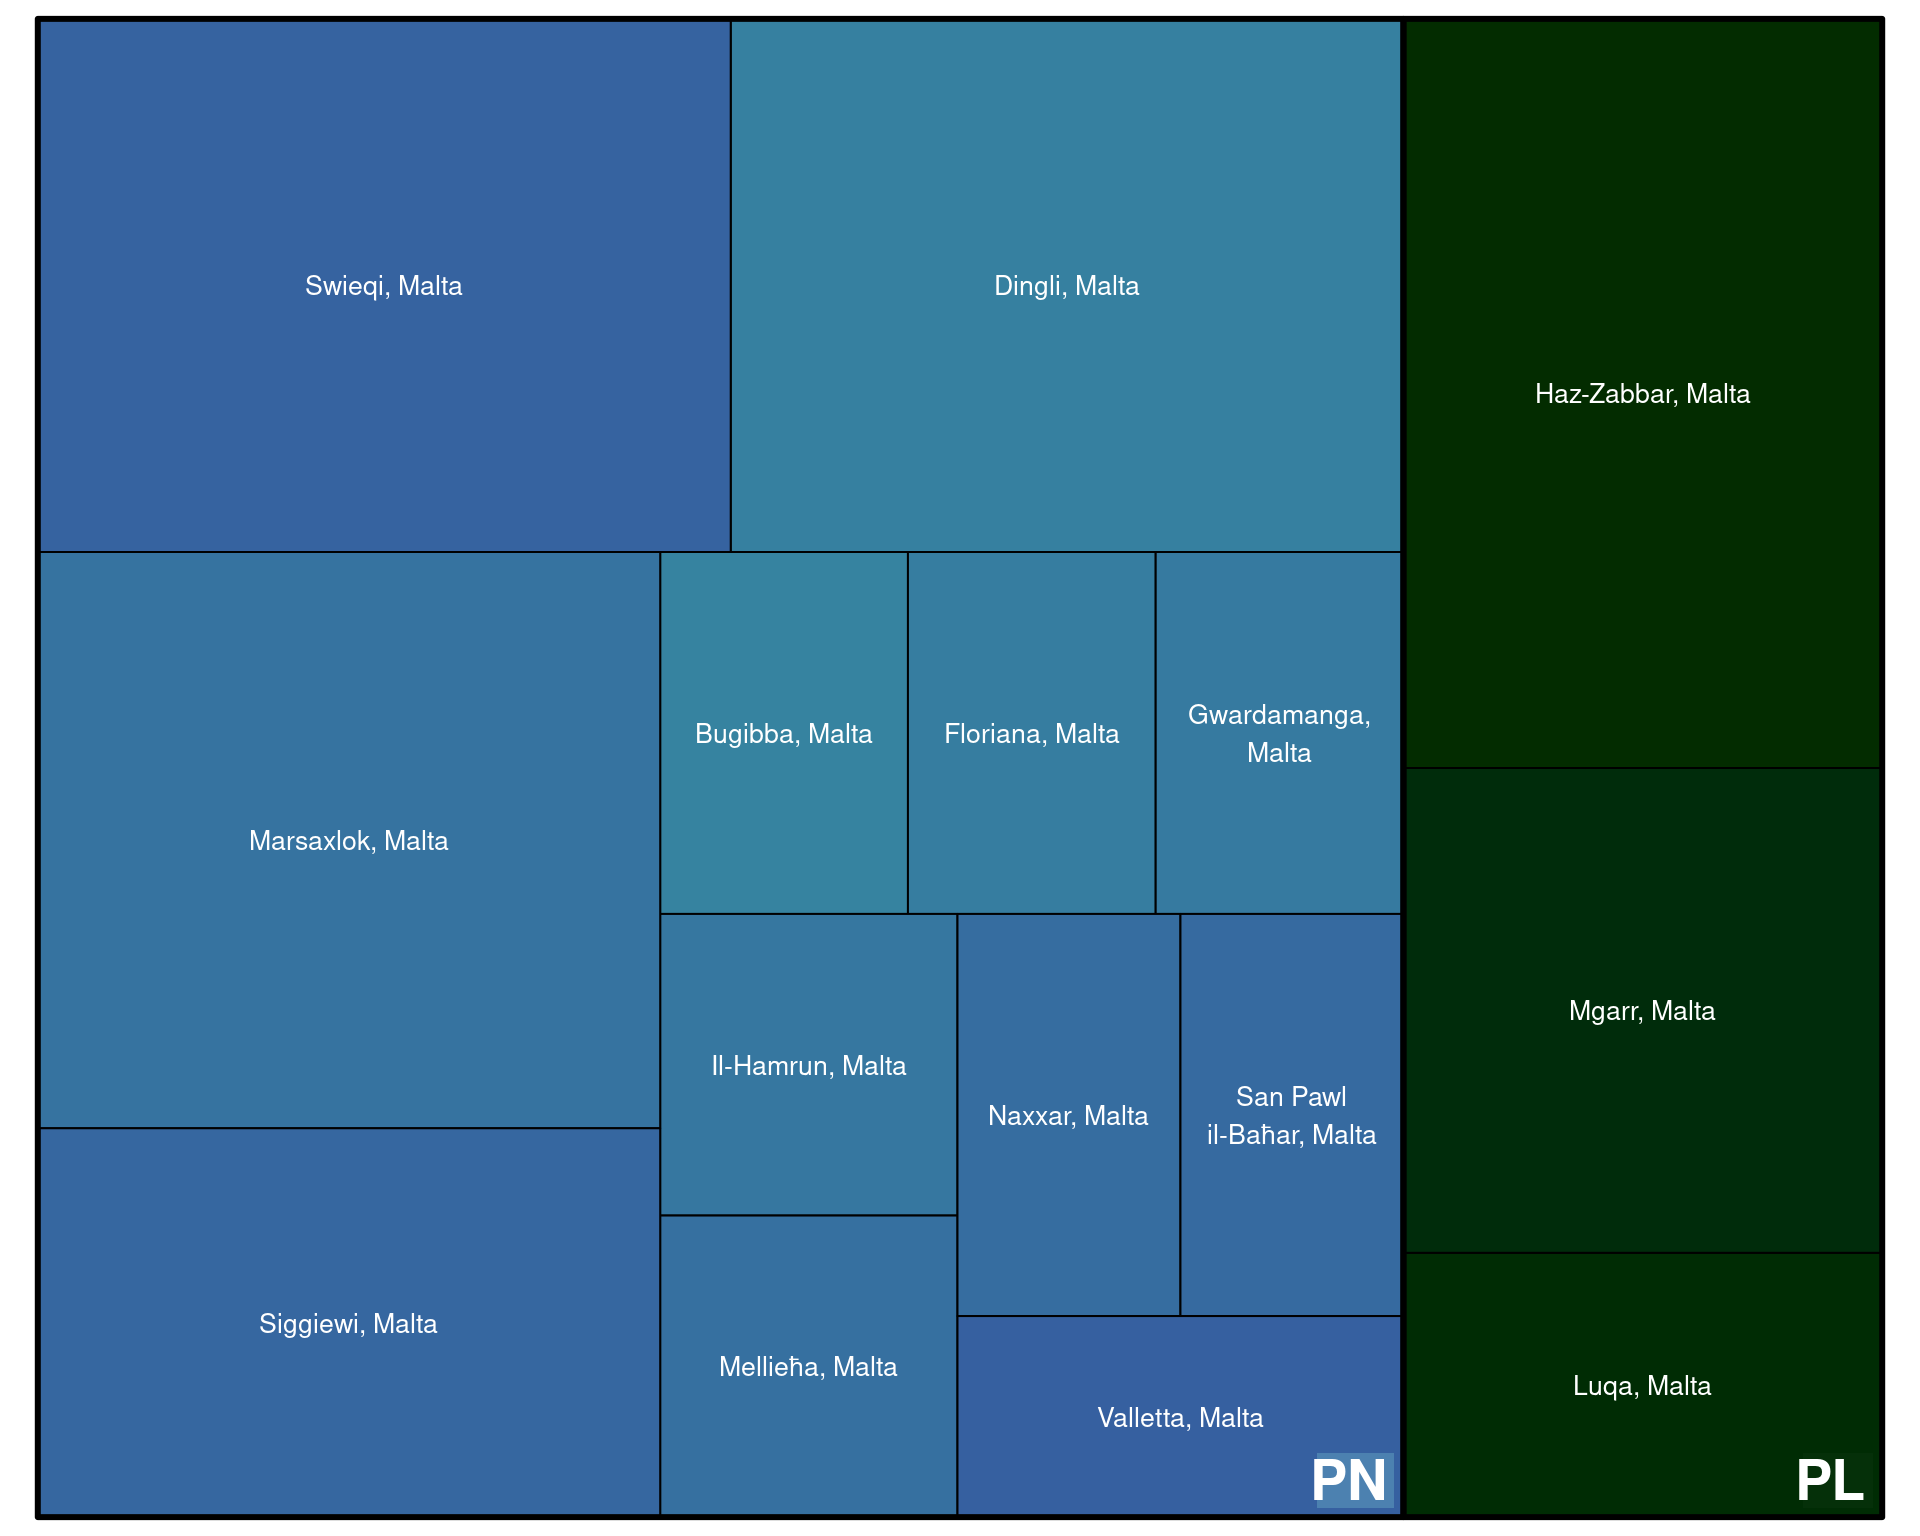 Swieqi, Malta
Dingli, Malta
Haz-Zabbar, Malta
Marsaxlok, Malta
Bugibba, Malta
Floriana, Malta
Gwardamanga,
Malta
Il-Hamrun, Malta
Naxxar, Malta
San Pawl
il-Baħar, Malta
Mgarr, Malta
Siggiewi, Malta
Mellieħa, Malta
Valletta, Malta
Luqa, Malta
PN
PL